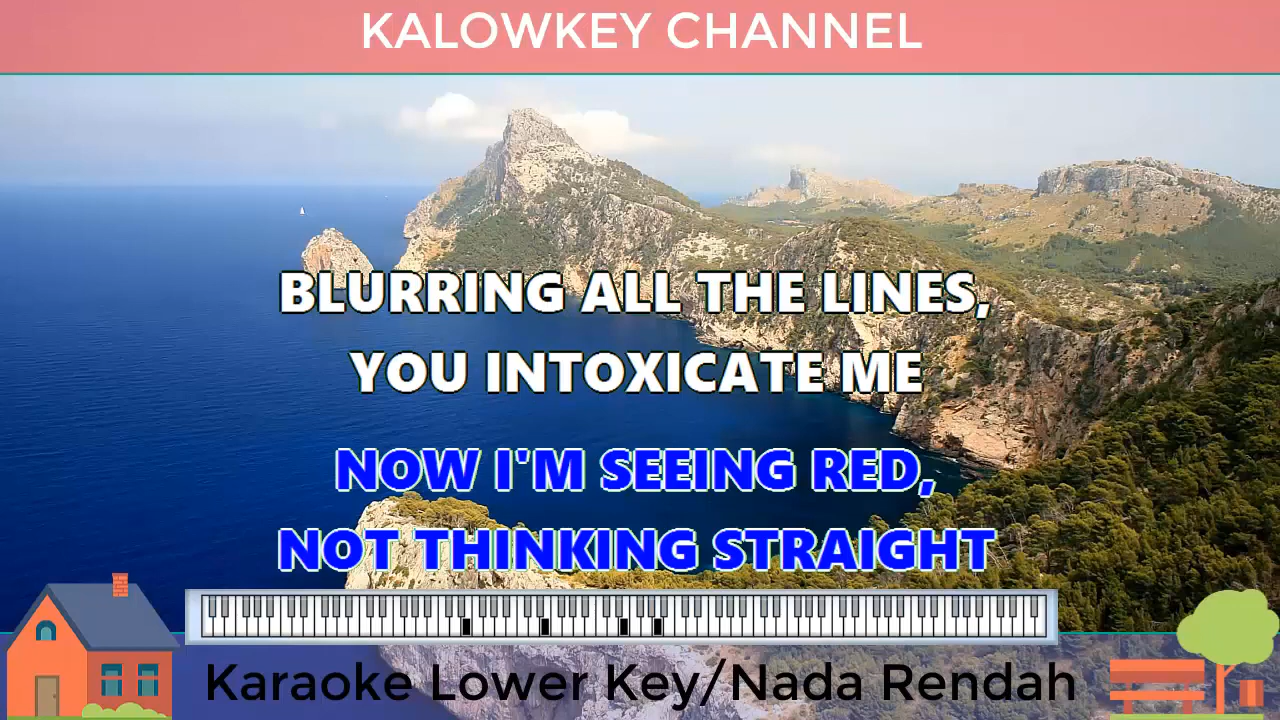 KALOWKEY CHANNEL
BLURRING ALL THE LINES,
YOU INTOXICATE ME
NOW I'M SEEING RED,
NOT THINKING STRAIGHT
Karaoke Lower Key/Nada Rendah